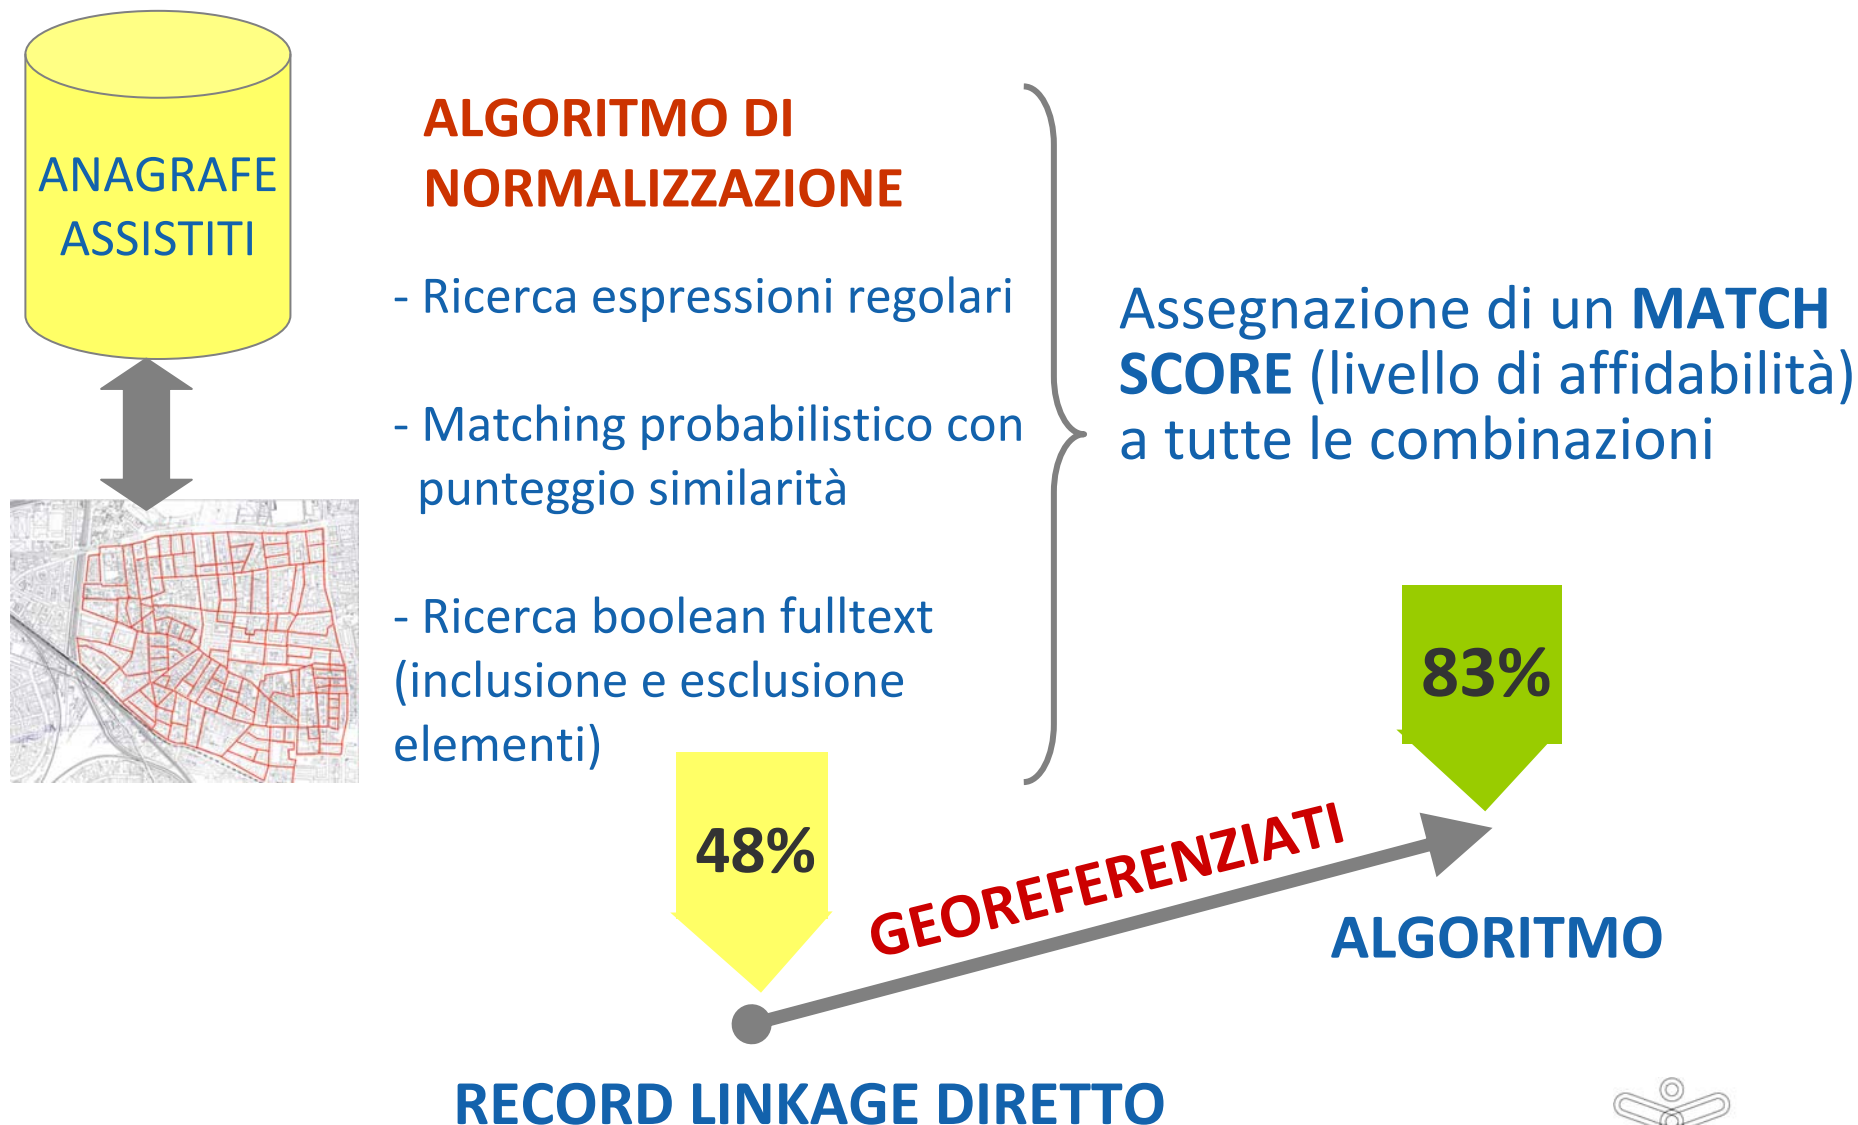 ANAGRAFE
ASSISTITI
ALGORITMO DI
NORMALIZZAZIONE
- Ricerca espressioni regolari
- Matching probabilistico con
punteggio similarità
- Ricerca boolean fulltext
(inclusione e esclusione
elementi)
Assegnazione di un MATCH
SCORE (livello di affidabilità)
a tutte le combinazioni
83%
48%
GEOREFERENZIATI
ALGORITMO
RECORD LINKAGE DIRETTO